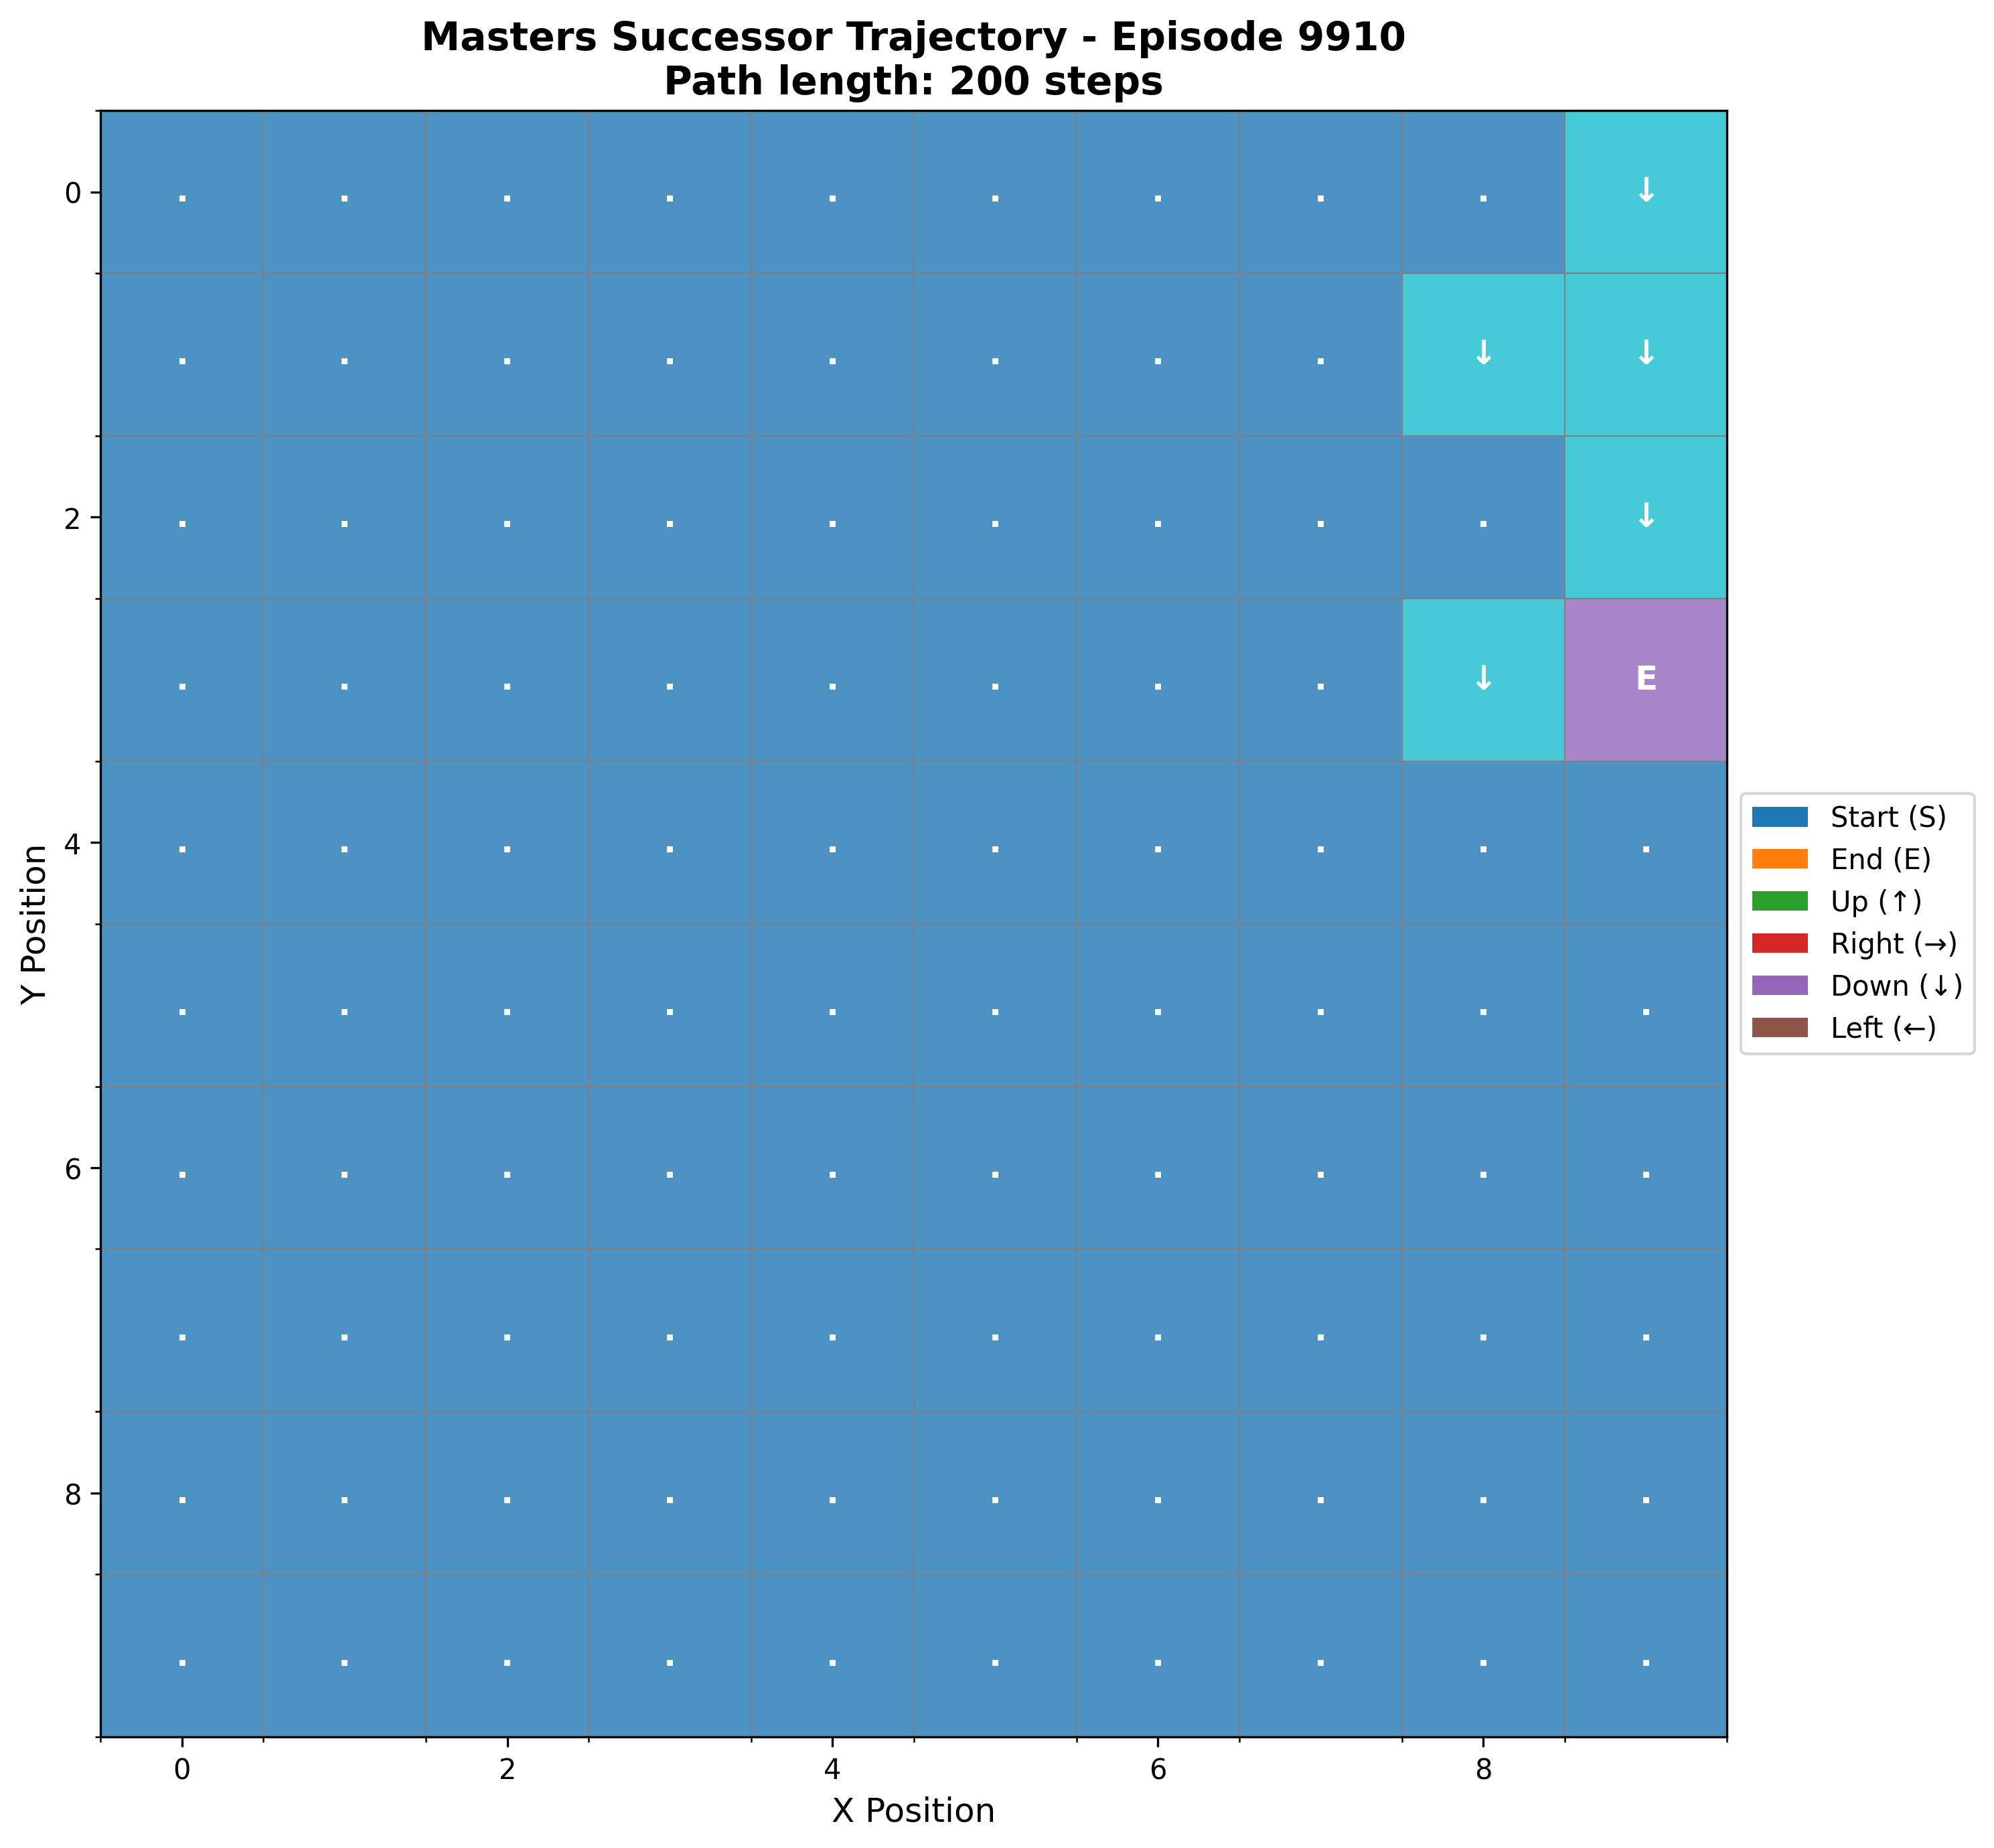 Masters Successor Trajectory - Episode 9910
Path length: 200 steps
0
. . . . . . . . . ↓
. . . . . . . . ↓ ↓
2
. . . . . . . . . ↓
. . . . . . . . ↓ E
4
. . . . . . . . . .
. . . . . . . . . .
6
. . . . . . . . . .
. . . . . . . . . .
8
. . . . . . . . . .
. . . . . . . . . .
0 2 4 6 8
X Position
Y Position
Start (S)
End (E)
Up (↑)
Right (→)
Down (↓)
Left (←)